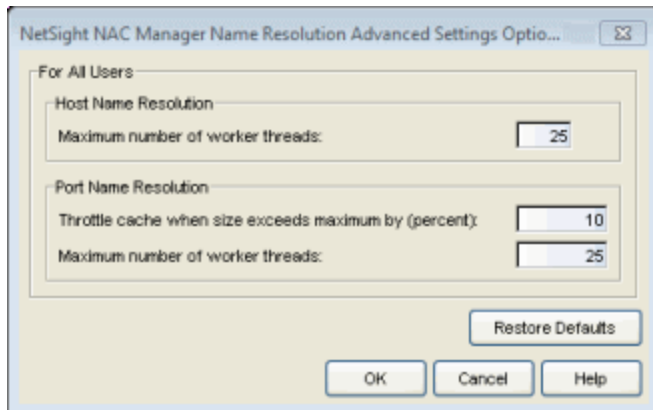 NetSight NAC Manager Name Resolution Advanced Settings Optio...
For All Users
Host Name Resolution
Maximum number of worker threads: 25
Port Name Resolution
Throttle cache when size exceeds maximum by (percent): 10
Maximum number of worker threads: 25
Restore Defaults
OK Cancel Help